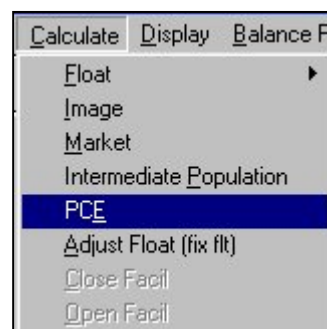 Calculate Display Balance F
Float
Image
Market
Intermediate Population
PCE
Adjust Float (fix flt)
Close Facil
Open Facil